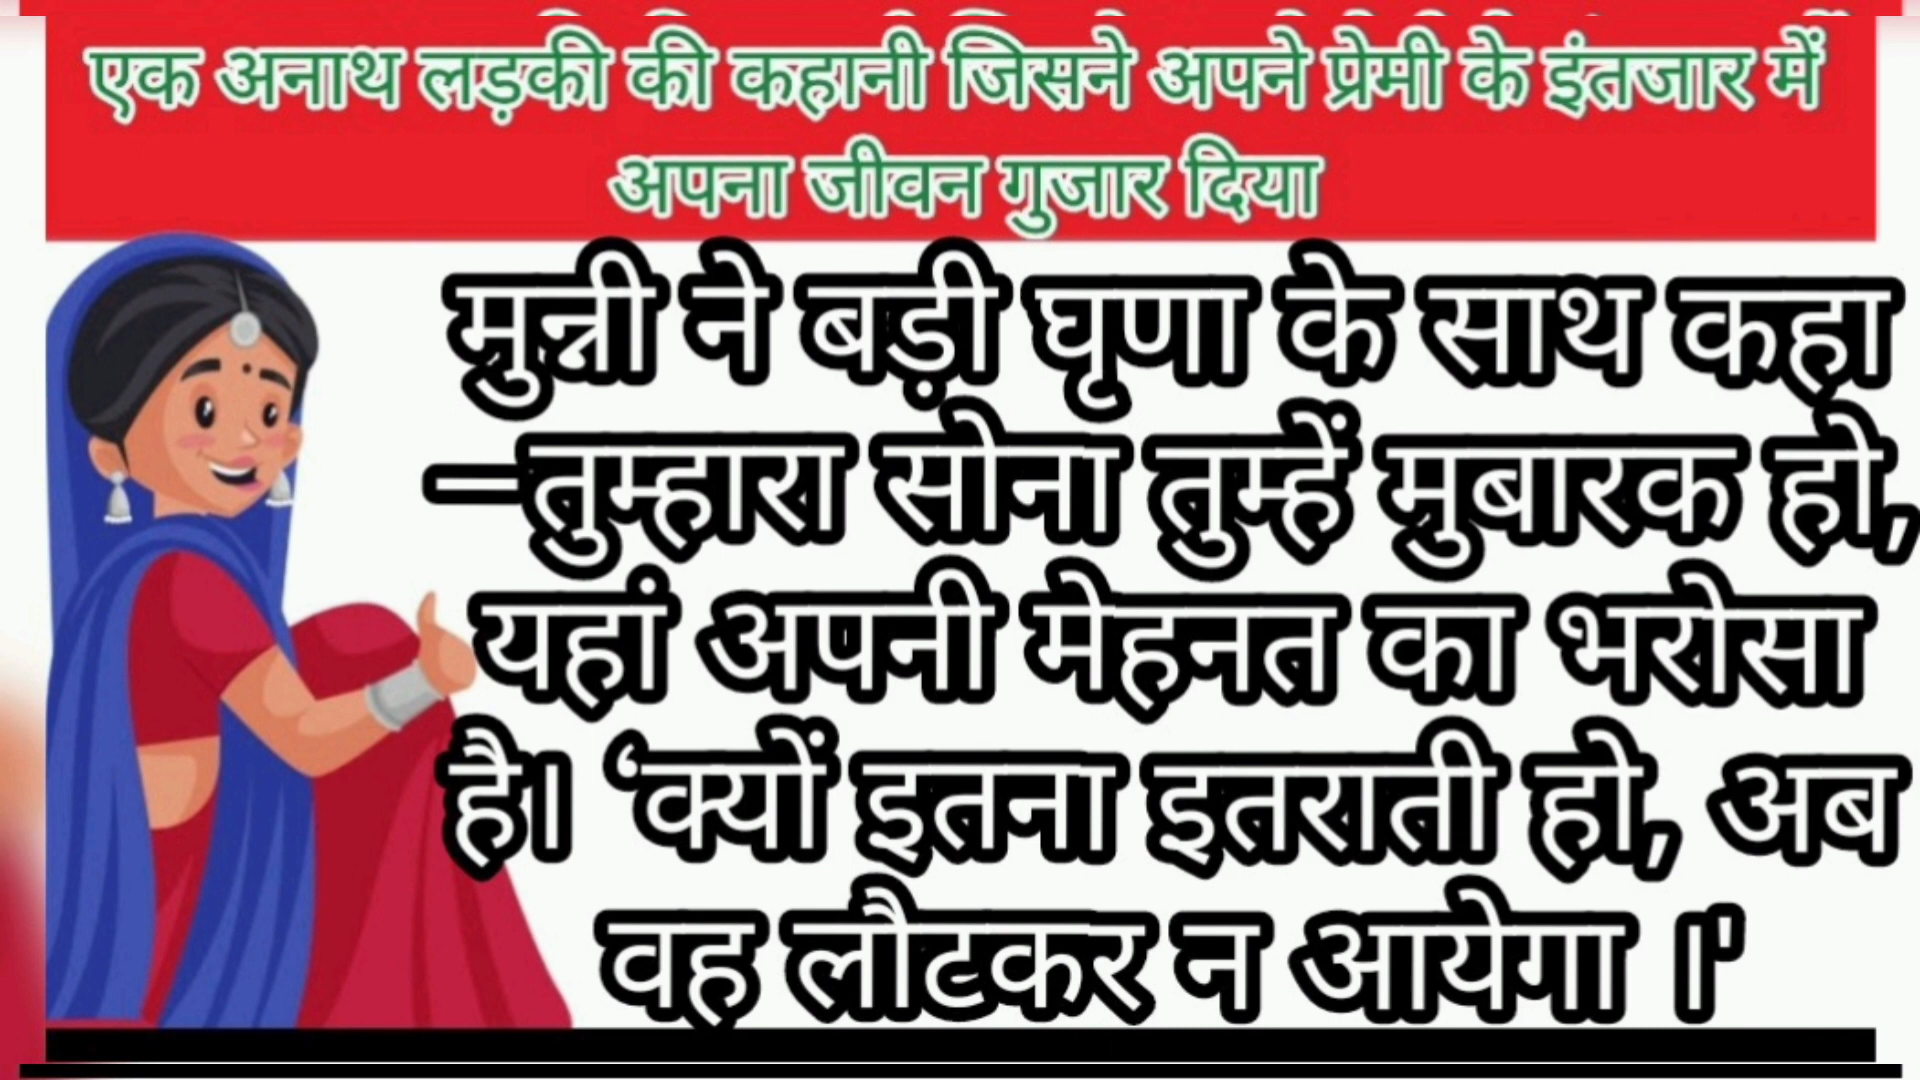 एक अनाथ लड़की की कहानी जिसने अपने प्रेमी के इंतजार में
अपना जीवन गुजार दिया
मुन्नी ने बड़ी घृणा के साथ कहा
–तुम्हारा सोना तुम्हें मुबारक हो,
यहां अपनी मेहनत का भरोसा
है। ‘क्यों इतना इतराती हो, अब
वह लौटकर न आयेगा ।'